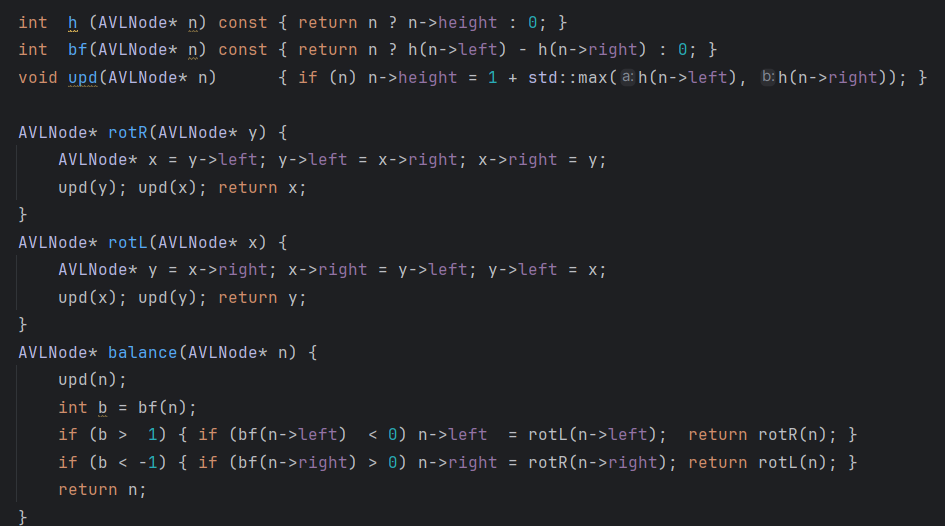 int  h (AVLNode* n) const { return n ? n->height : 0; }
int  bf(AVLNode* n) const { return n ? h(n->left) - h(n->right) : 0; }
void upd(AVLNode* n)      { if (n) n->height = 1 + std::max(a: h(n->left), b: h(n->right)); }

AVLNode* rotR(AVLNode* y) {
    AVLNode* x = y->left; y->left = x->right; x->right = y;
    upd(y); upd(x); return x;
}
AVLNode* rotL(AVLNode* x) {
    AVLNode* y = x->right; x->right = y->left; y->left = x;
    upd(x); upd(y); return y;
}
AVLNode* balance(AVLNode* n) {
    upd(n);
    int b = bf(n);
    if (b >  1) { if (bf(n->left)  < 0) n->left  = rotL(n->left);  return rotR(n); }
    if (b < -1) { if (bf(n->right) > 0) n->right = rotR(n->right); return rotL(n); }
    return n;
}